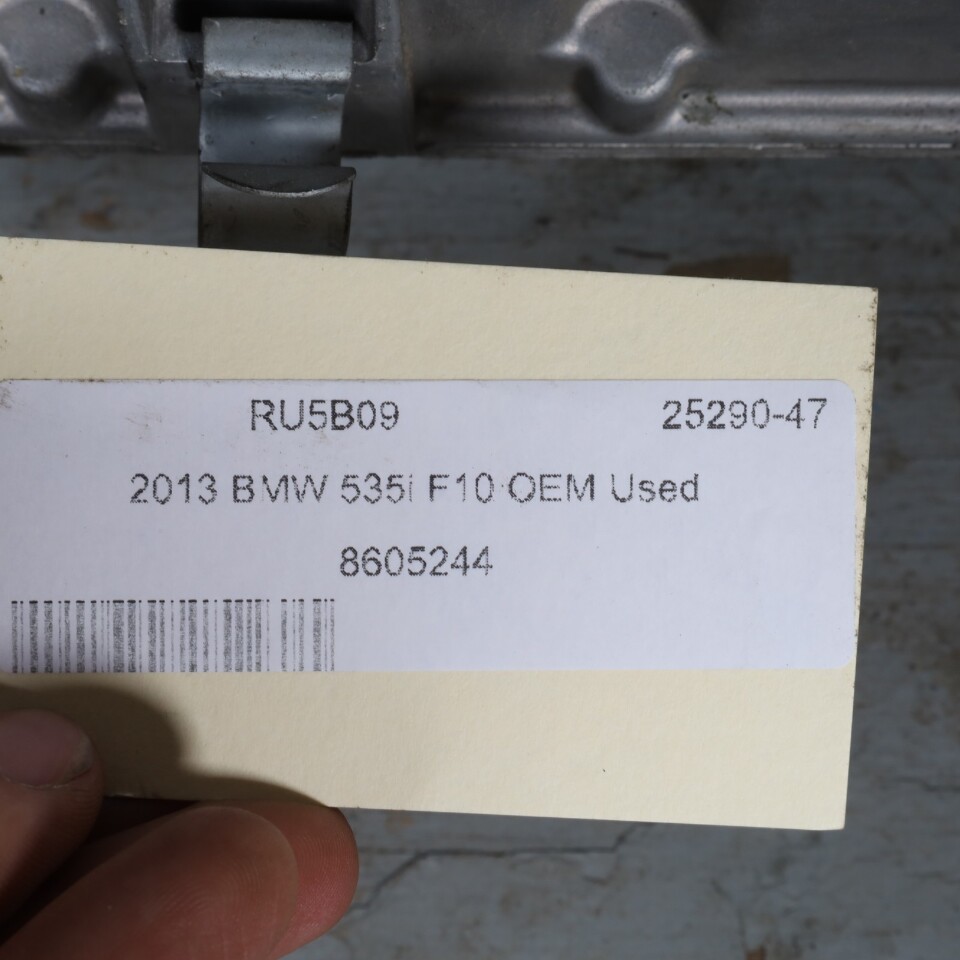 RU5B09 25290-47
2013 BMW 535i F10 OEM Used
8605244